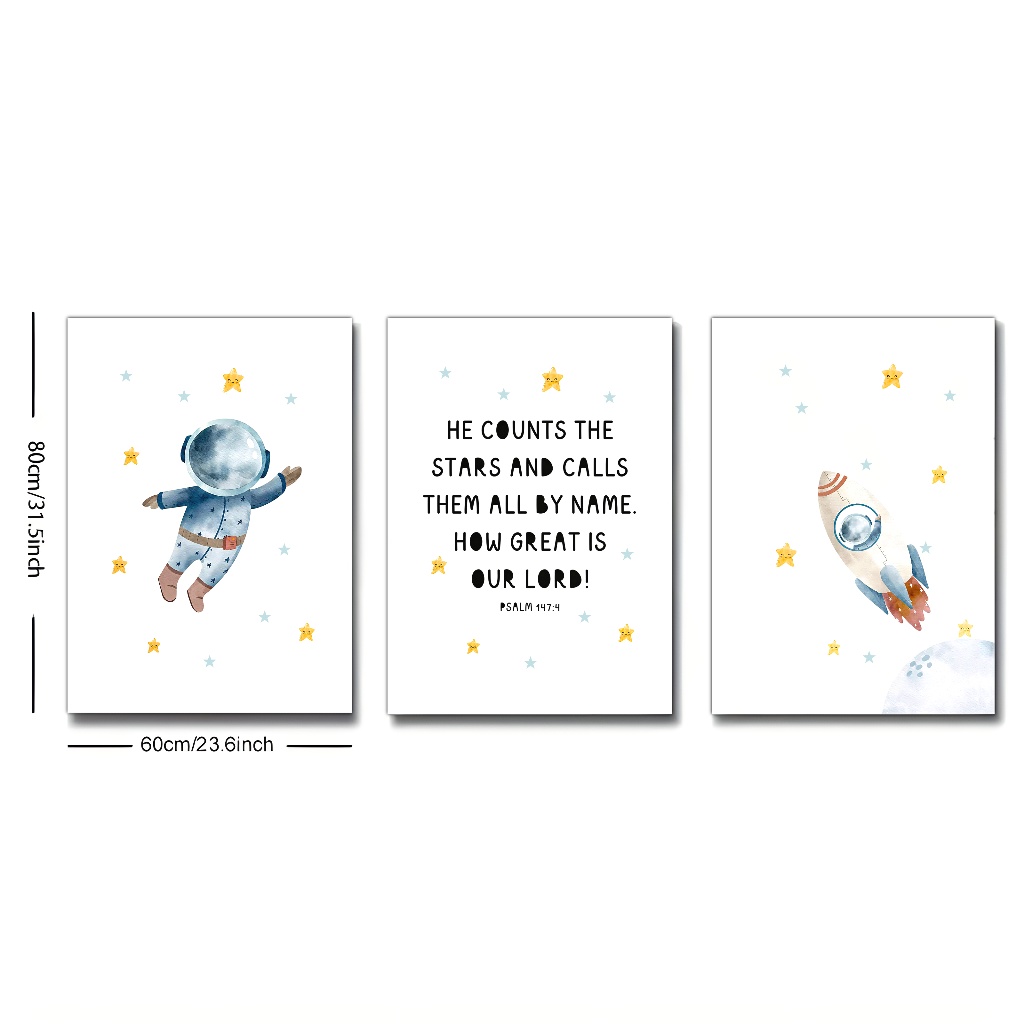 80cm/31.5inch
HE COUNTS THE
STARS AND CALLS
THEM ALL BY NAME.
HOW GREAT IS
OUR LORD!
PSALM 147:4
60cm/23.6inch